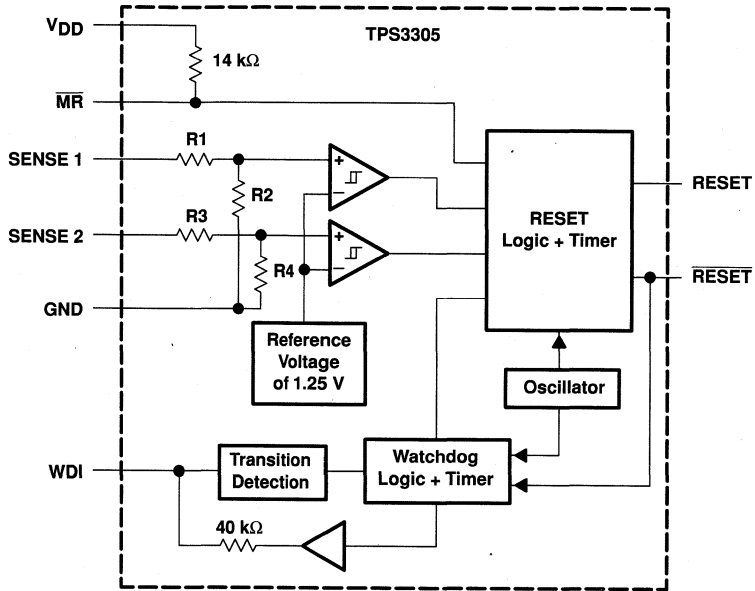 VDD
TPS3305
14 kΩ
MR
R1
SENSE 1
+
R2
−
RESET
RESET
Logic + Timer
R3
SENSE 2
+
R4
−
RESET
GND
Reference
Voltage
of 1.25 V
Oscillator
WDI
Transition
Detection
Watchdog
Logic + Timer
40 kΩ